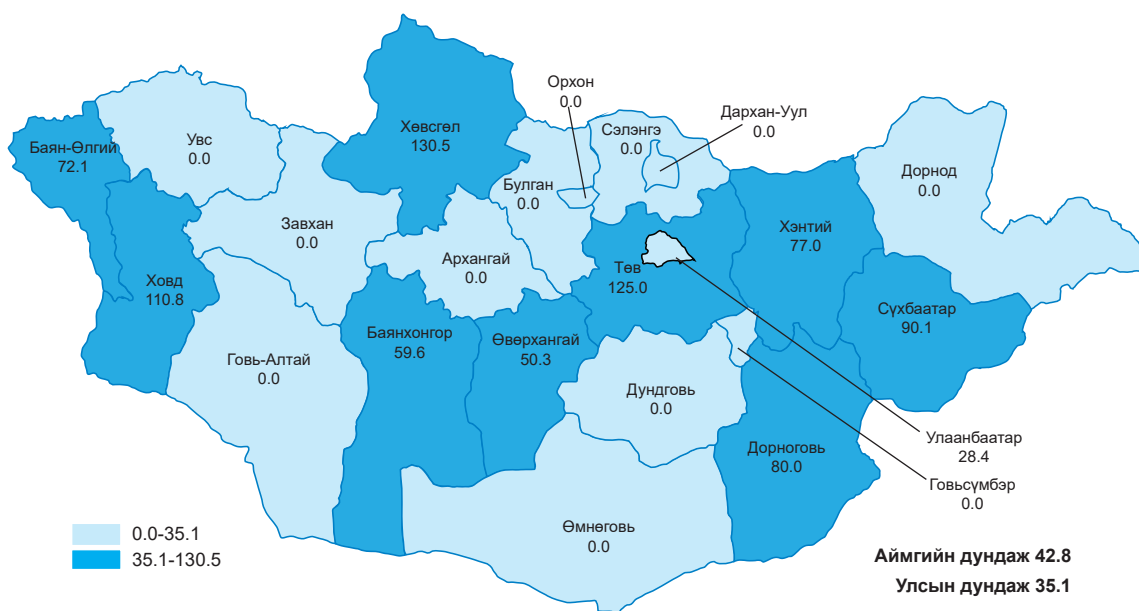 Орхон
0.0
Дархан-Уул
0.0
Сэлэнгэ
0.0
Хөвсгөл
130.5
Увс
0.0
Баян-Өлгий
72.1
Булган
0.0
Дорнод
0.0
Завхан
0.0
Хэнтий
77.0
Архангай
0.0
Төв
125.0
Ховд
110.8
Сүхбаатар
90.1
Баянхонгор
59.6
Өвөрхангай
50.3
Говь-Алтай
0.0
Дундговь
0.0
Улаанбаатар
28.4
Дорноговь
80.0
Говьсүмбэр
0.0
Өмнөговь
0.0
0.0-35.1
35.1-130.5
Аймгийн дундаж 42.8
Улсын дундаж 35.1